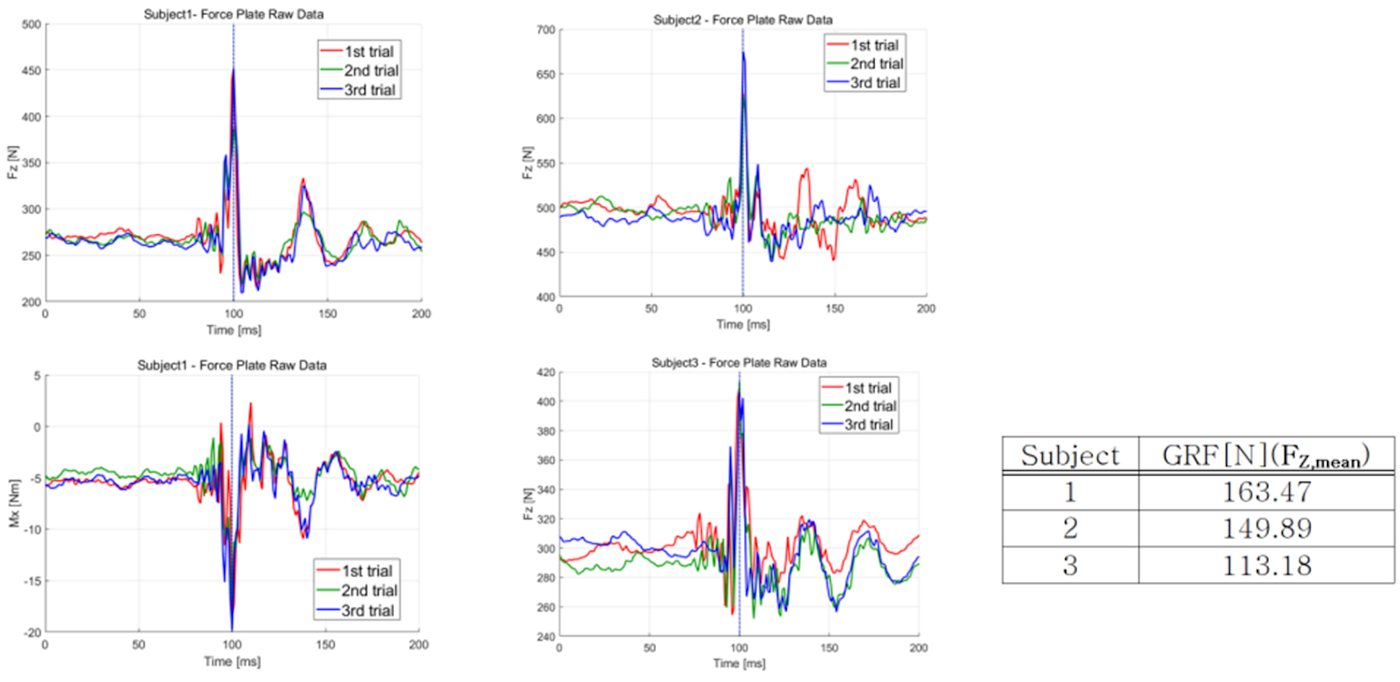 Subject1- Force Plate Raw Data
500
450
400
350
300
250
200
Fz [N]
0
50
100
150
200
Time [ms]
1st trial
2nd trial
3rd trial
Subject2 - Force Plate Raw Data
700
650
600
550
500
450
400
Fz [N]
0
50
100
150
200
Time [ms]
1st trial
2nd trial
3rd trial
Subject1 - Force Plate Raw Data
5
0
-5
-10
-15
-20
Mx [Nm]
0
50
100
150
200
Time [ms]
1st trial
2nd trial
3rd trial
Subject3 - Force Plate Raw Data
420
400
380
360
340
320
300
280
260
240
Fz [N]
0
50
100
150
200
Time [ms]
1st trial
2nd trial
3rd trial
Subject GRF[N](FZ,mean)
1 163.47
2 149.89
3 113.18